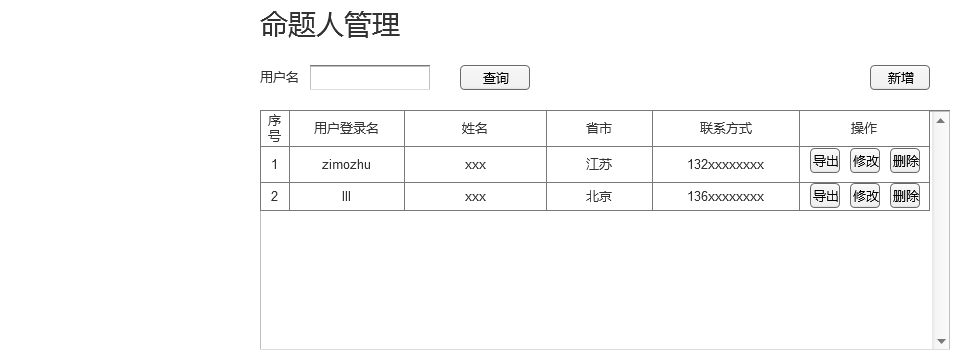 命题人管理
用户名 查询 新增
序号 用户登录名 姓名 省市 联系方式 操作
1 zimozhu xxx 江苏 132xxxxxxxx 导出 修改 删除
2 lll xxx 北京 136xxxxxxxx 导出 修改 删除